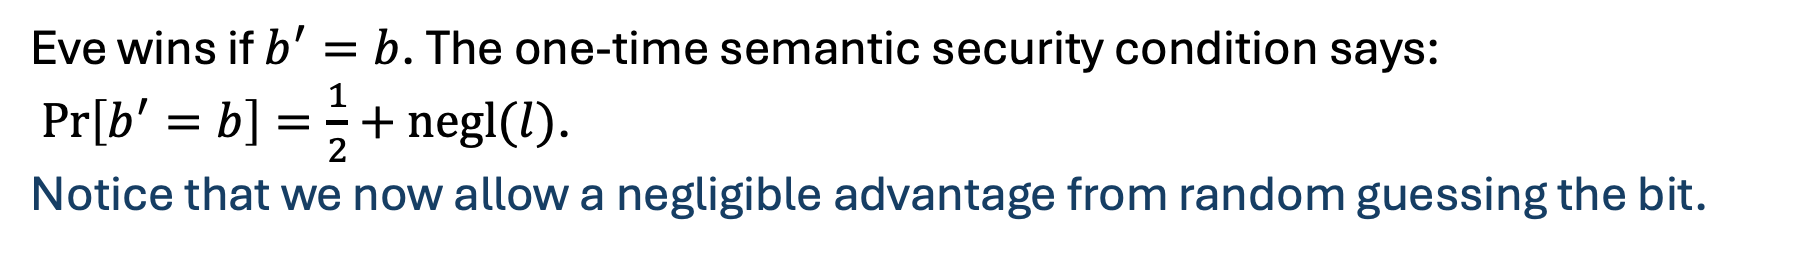 Eve wins if b′ = b. The one-time semantic security condition says:
Pr[b′ = b] = 1/2 + negl(l).
Notice that we now allow a negligible advantage from random guessing the bit.